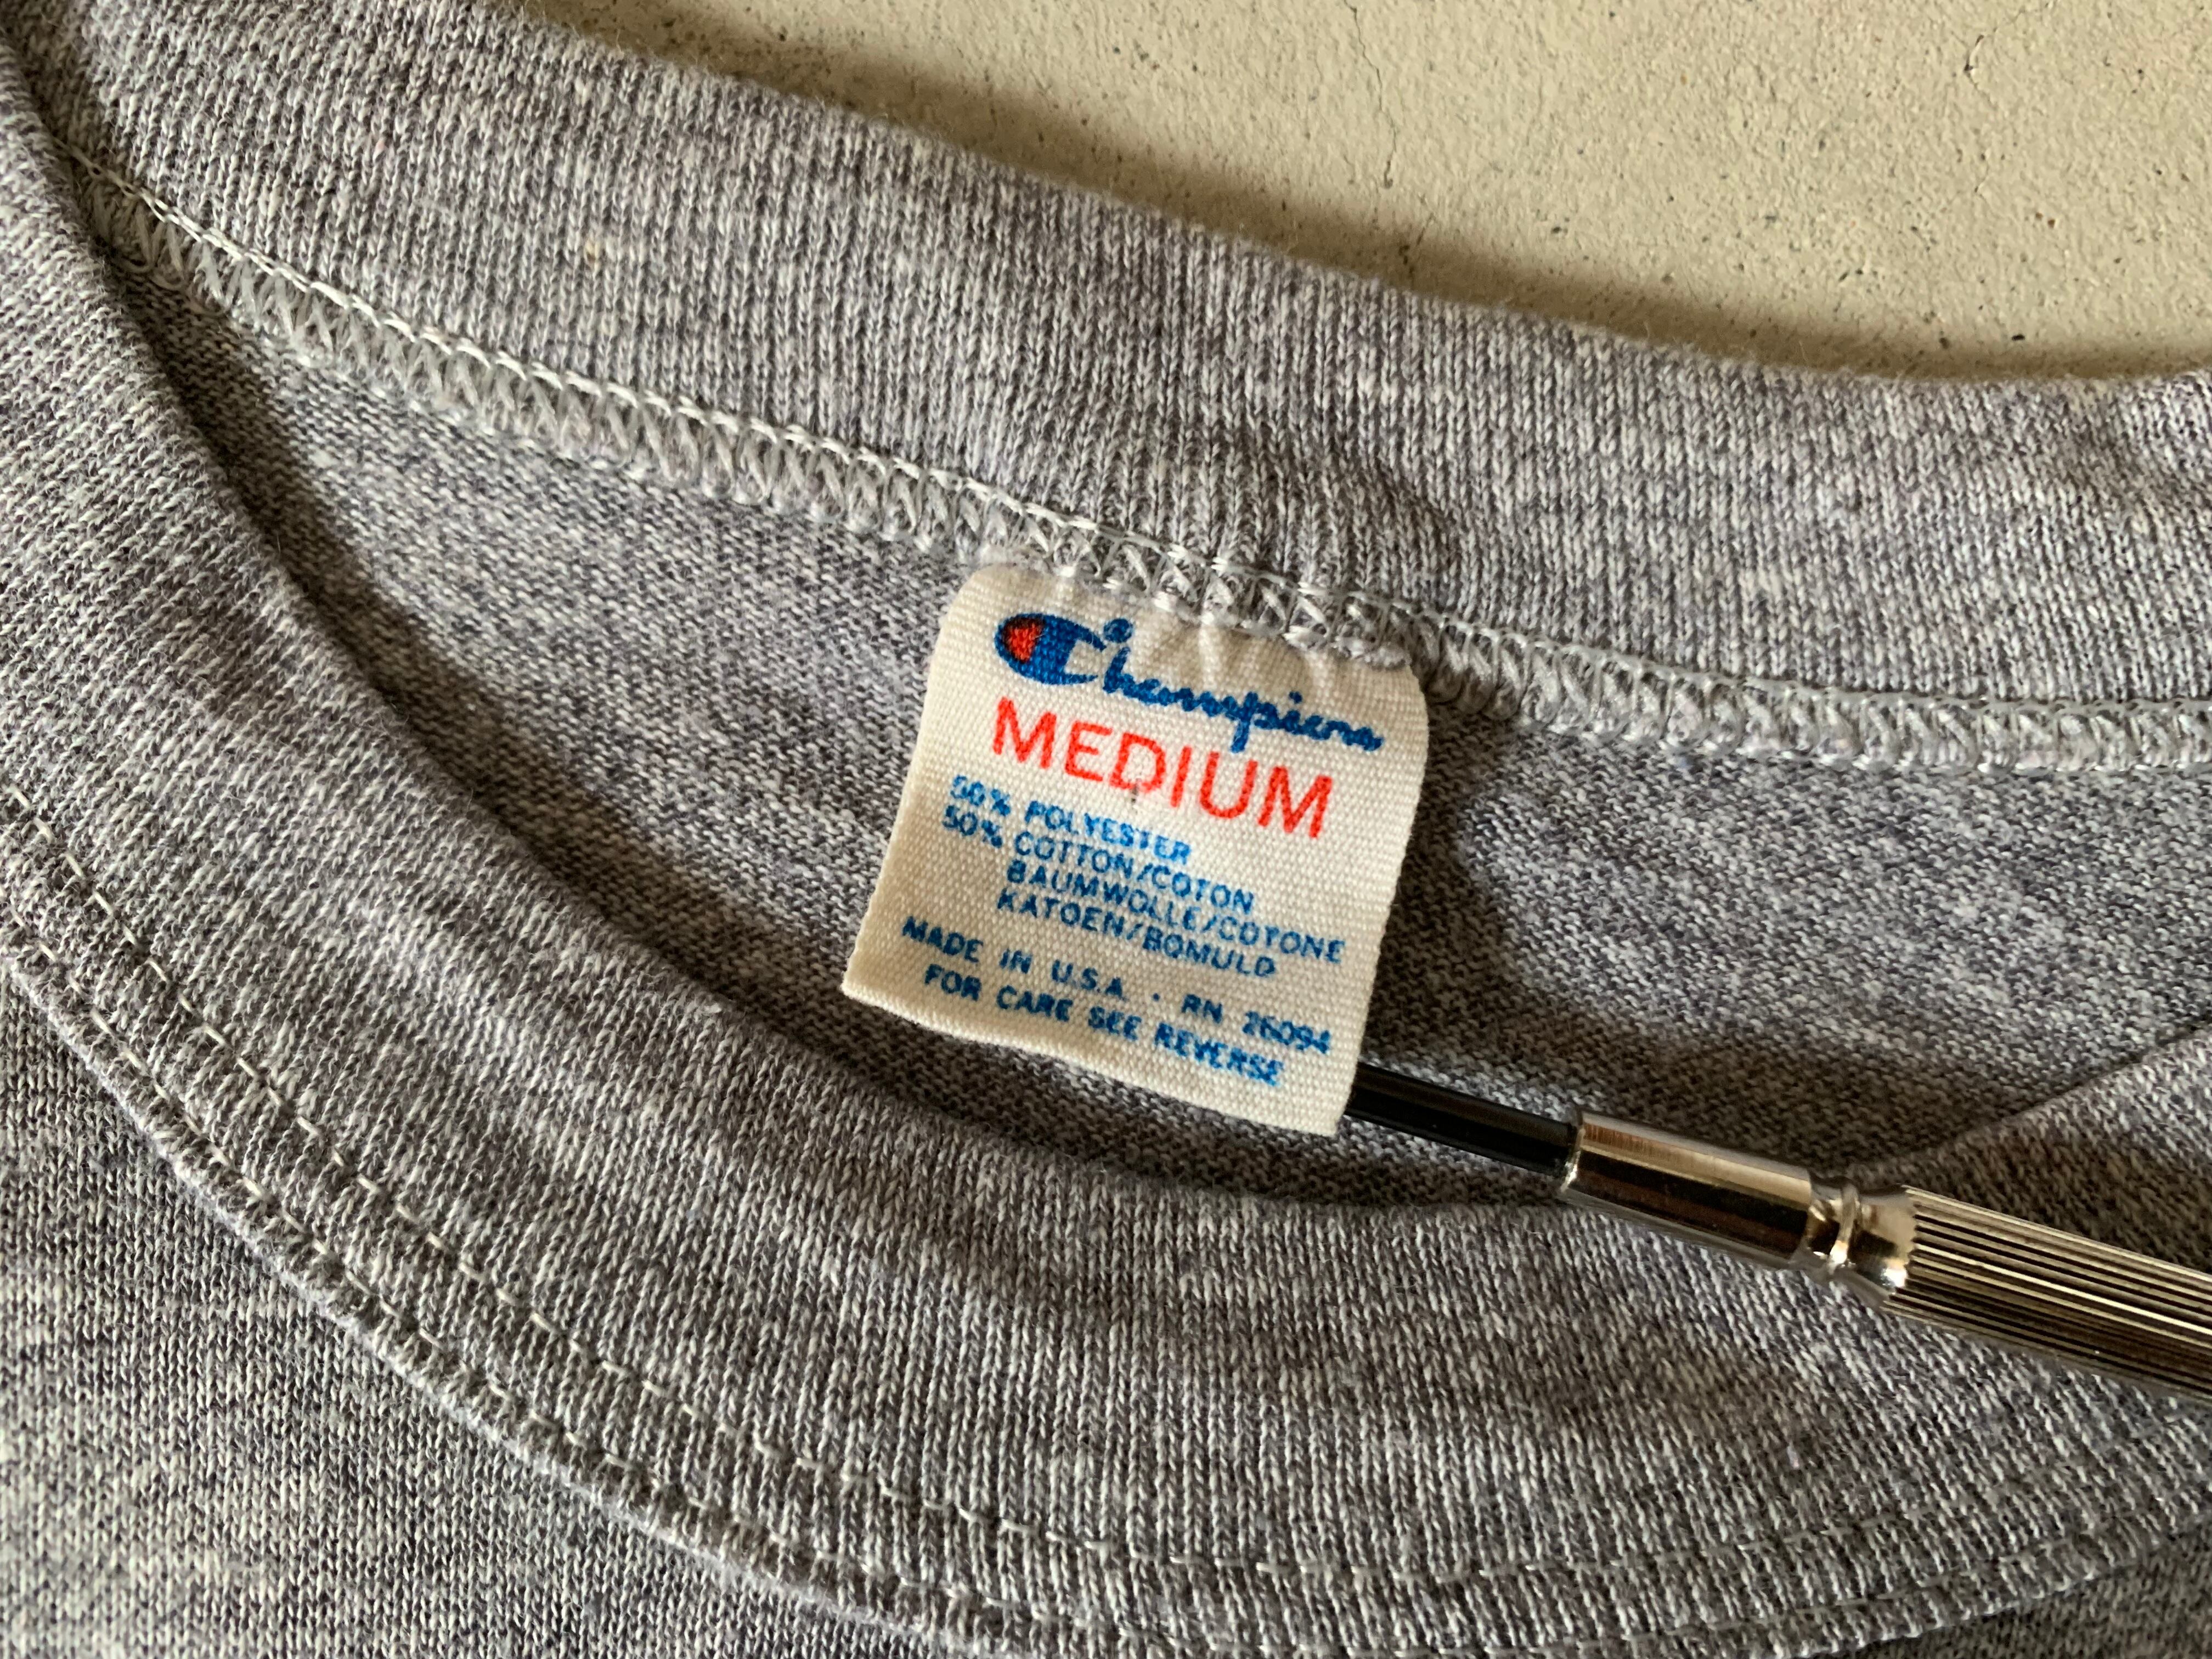 Champion
MEDIUM
50% POLYESTER
50% COTTON/COTON
BAUMWOLLE/COTONE
KATOEN/BOMULD
MADE IN U.S.A. · RN 26094
FOR CARE SEE REVERSE